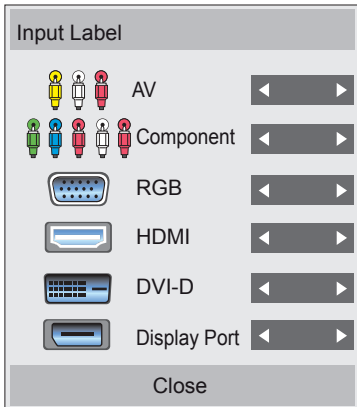 Input Label
AV
Component
RGB
HDMI
DVI-D
Display Port
Close